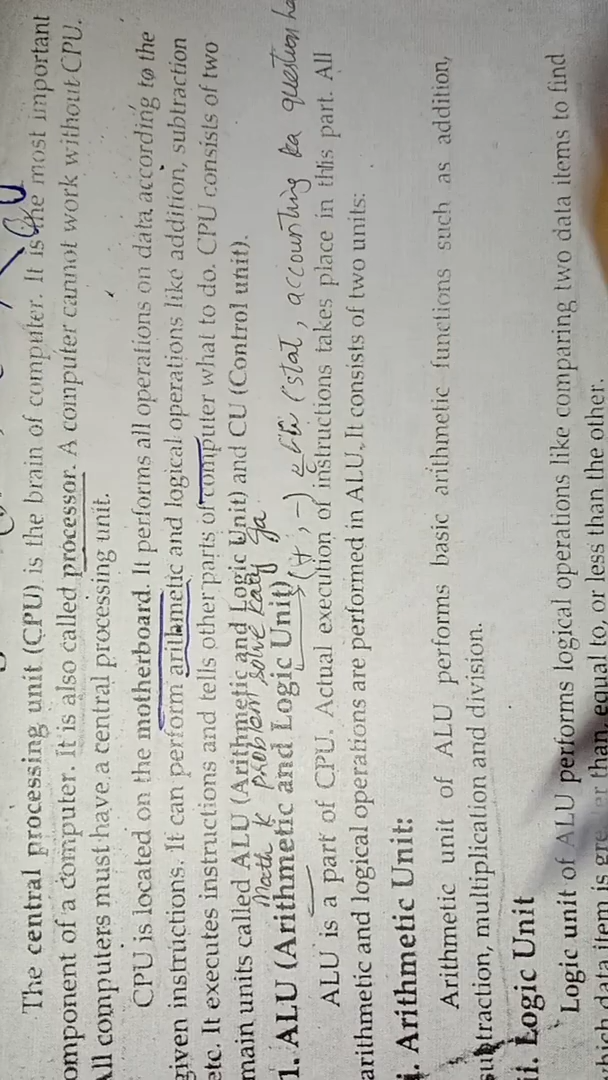 The central processing unit (CPU) is the brain of computer. It is the most important
omponent of a computer. It is also called processor. A computer cannot work without CPU.
All computers must have a central processing unit.
CPU is located on the motherboard. It performs all operations on data according to the
given instructions. It can perform arithmetic and logical operations like addition, subtraction
etc. It executes instructions and tells other parts of computer what to do. CPU consists of two
main units called ALU (Arithmetic and Logic Unit) and CU (Control unit).
Math k problem solve kary ga
1. ALU (Arithmetic and Logic Unit) (+, -) (stat, accounting ka question
ALU is a part of CPU. Actual execution of instructions takes place in this part. All
arithmetic and logical operations are performed in ALU. It consists of two units:
i. Arithmetic Unit:
Arithmetic unit of ALU performs basic arithmetic functions such as addition,
subtraction, multiplication and division.
ii. Logic Unit
Logic unit of ALU performs logical operations like comparing two data items to find
which data item is greater than, equal to, or less than the other.